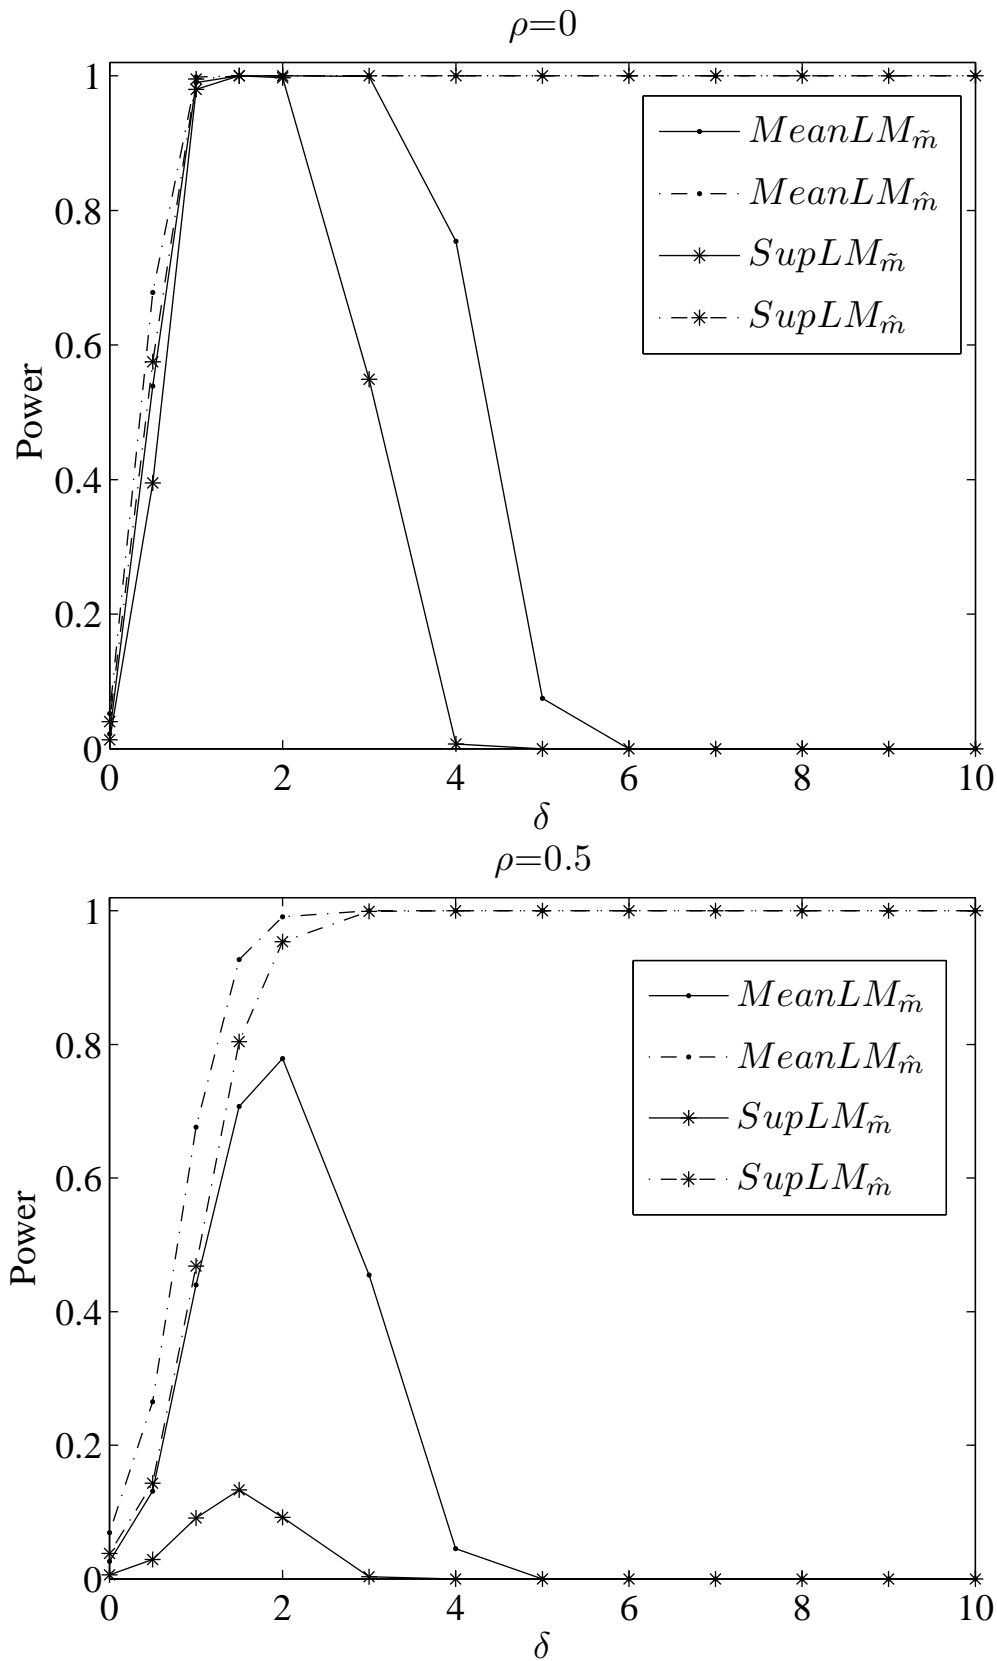 ρ=0
1
0.8
0.6
0.4
0.2
0
Power
MeanLM_m̃
MeanLM_m̂
SupLM_m̃
SupLM_m̂
0 2 4 6 8 10
δ
ρ=0.5
1
0.8
0.6
0.4
0.2
0
Power
MeanLM_m̃
MeanLM_m̂
SupLM_m̃
SupLM_m̂
0 2 4 6 8 10
δ